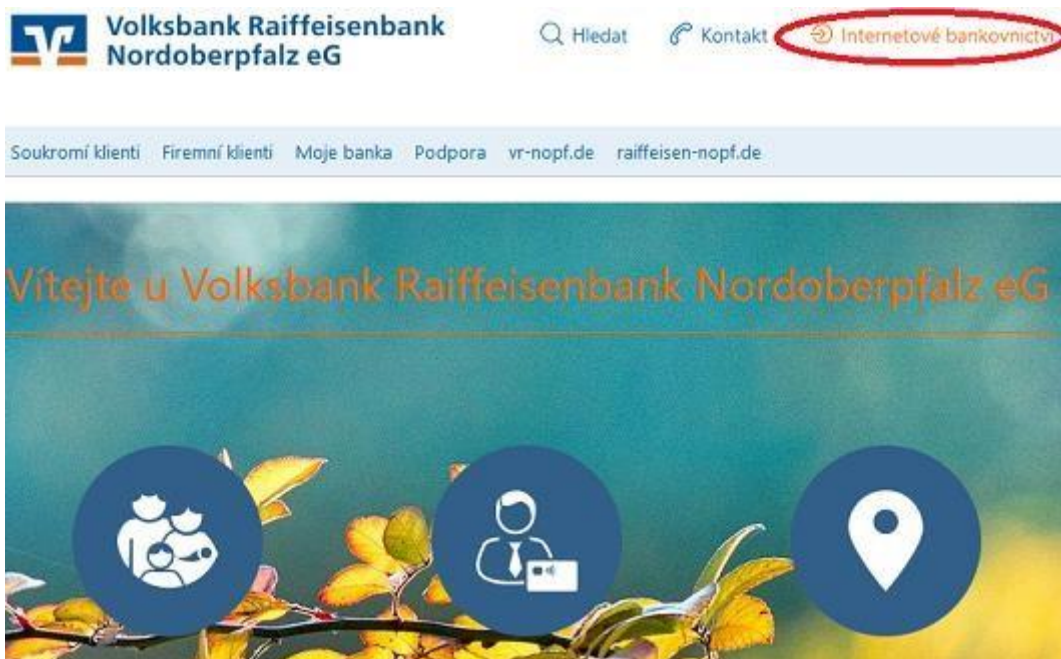 Volksbank Raiffeisenbank
Nordoberpfalz eG
Hledat Kontakt Internetové bankovnictví
Soukromí klienti Firemní klienti Moje banka Podpora vr-nopf.de raiffeisen-nopf.de
Vítejte u Volksbank Raiffeisenbank Nordoberpfalz eG